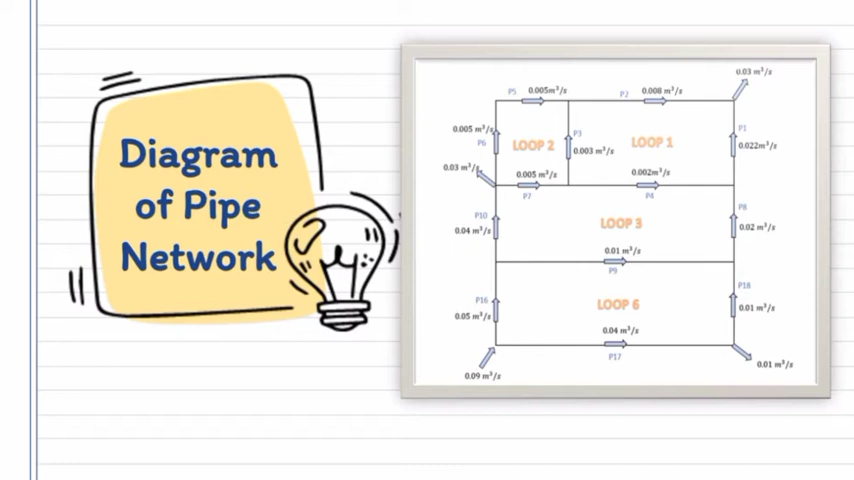 Diagram
of Pipe
Network
0.03 m³/s
P5
0.005m³/s
P2
0.008 m³/s
0.005 m³/s
P6
LOOP 2
P3
0.003 m³/s
LOOP 1
P1
0.022m³/s
0.03 m³/s
0.005 m³/s
P7
0.002m³/s
P4
P10
0.04 m³/s
LOOP 3
P8
0.02 m³/s
0.01 m³/s
P9
P16
0.05 m³/s
LOOP 6
P18
0.01 m³/s
0.04 m³/s
P17
0.09 m³/s
0.01 m³/s